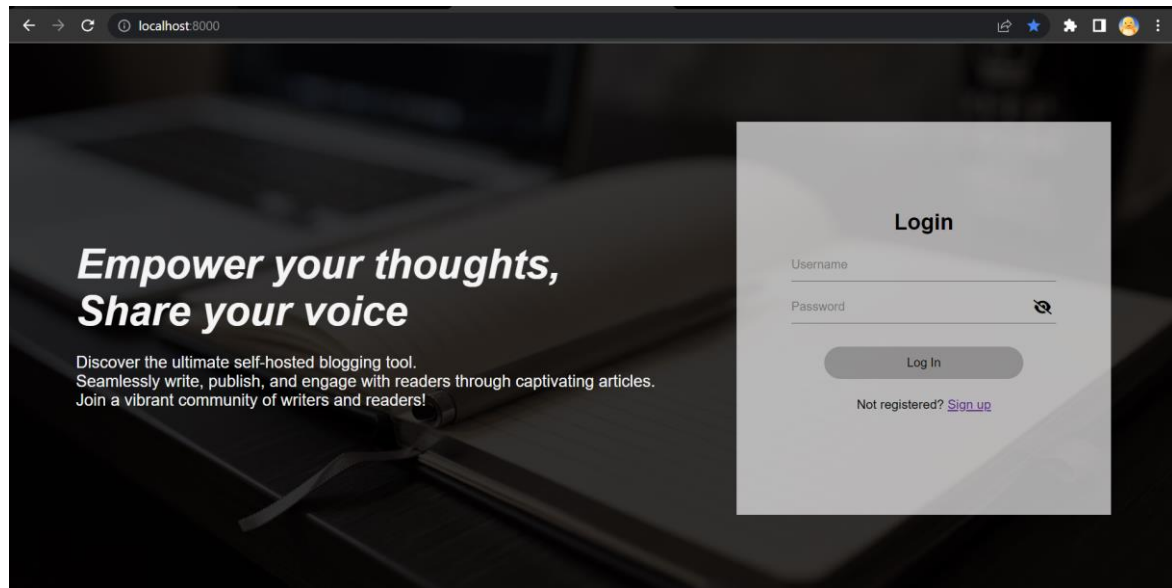 localhost:8000
Empower your thoughts,
Share your voice
Discover the ultimate self-hosted blogging tool.
Seamlessly write, publish, and engage with readers through captivating articles.
Join a vibrant community of writers and readers!
Login
Username
Password
Log In
Not registered? Sign up